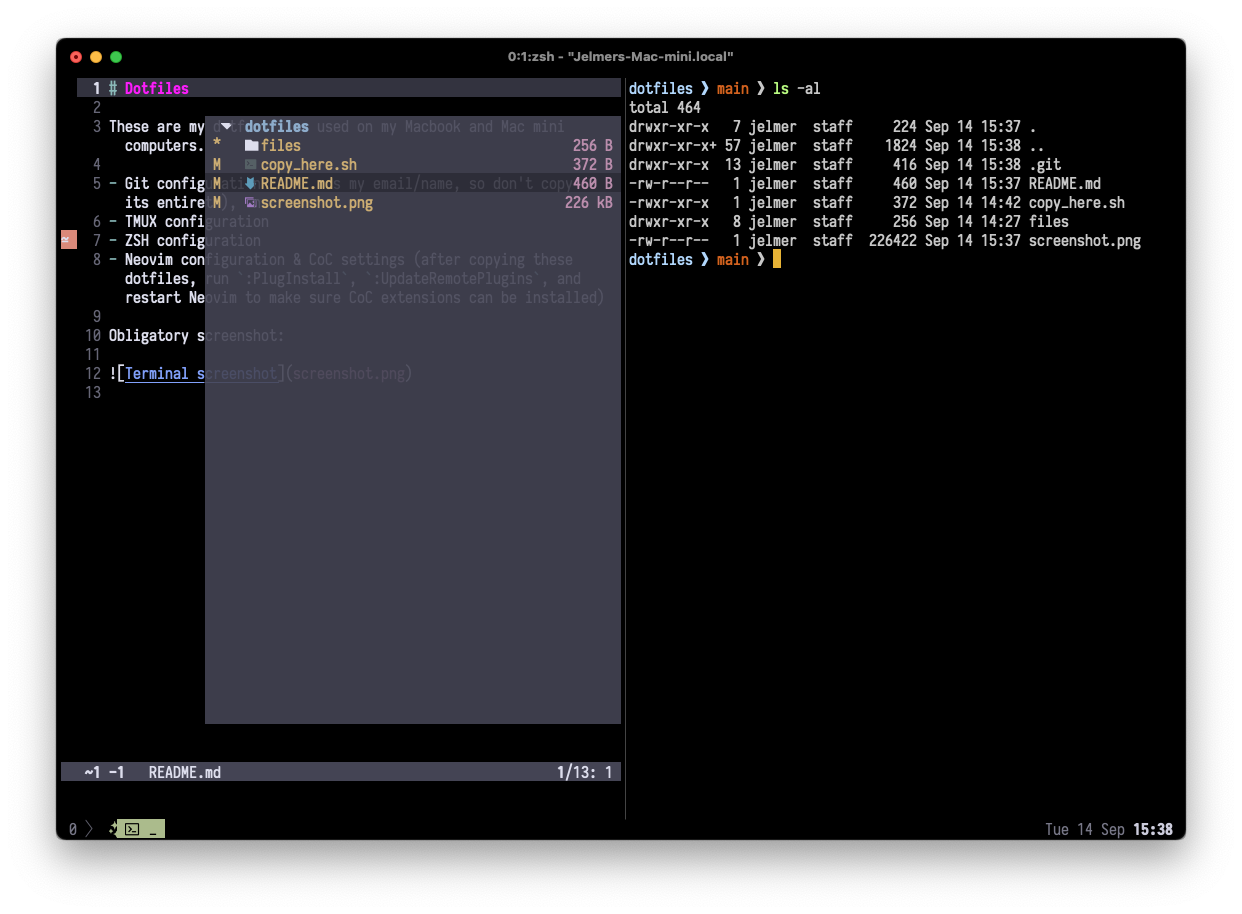 0:1:zsh - "Jelmers-Mac-mini.local"
1 # Dotfiles
2
3 These are my dotfiles used on my Macbook and Mac mini
computers.
4
5 - Git config my email/name, so don't copy
its entire
6 - TMUX configuration
~ 7 - ZSH configuration
8 - Neovim configuration & CoC settings (after copying these
dotfiles, run `:PlugInstall`, `:UpdateRemotePlugins`, and
restart Neovim to make sure CoC extensions can be installed)
9
10 Obligatory screenshot:
11
12 ![Terminal screenshot](screenshot.png)
13
dotfiles
* files 256 B
M copy_here.sh 372 B
M README.md 460 B
M screenshot.png 226 kB
~1 -1 README.md 1/13: 1
dotfiles ❯ main ❯ ls -al
total 464
drwxr-xr-x 7 jelmer staff 224 Sep 14 15:37 .
drwxr-xr-x+ 57 jelmer staff 1824 Sep 14 15:38 ..
drwxr-xr-x 13 jelmer staff 416 Sep 14 15:38 .git
-rw-r--r-- 1 jelmer staff 460 Sep 14 15:37 README.md
-rwxr-xr-x 1 jelmer staff 372 Sep 14 14:42 copy_here.sh
drwxr-xr-x 8 jelmer staff 256 Sep 14 14:27 files
-rw-r--r-- 1 jelmer staff 226422 Sep 14 15:37 screenshot.png
dotfiles ❯ main ❯
0 _
Tue 14 Sep 15:38